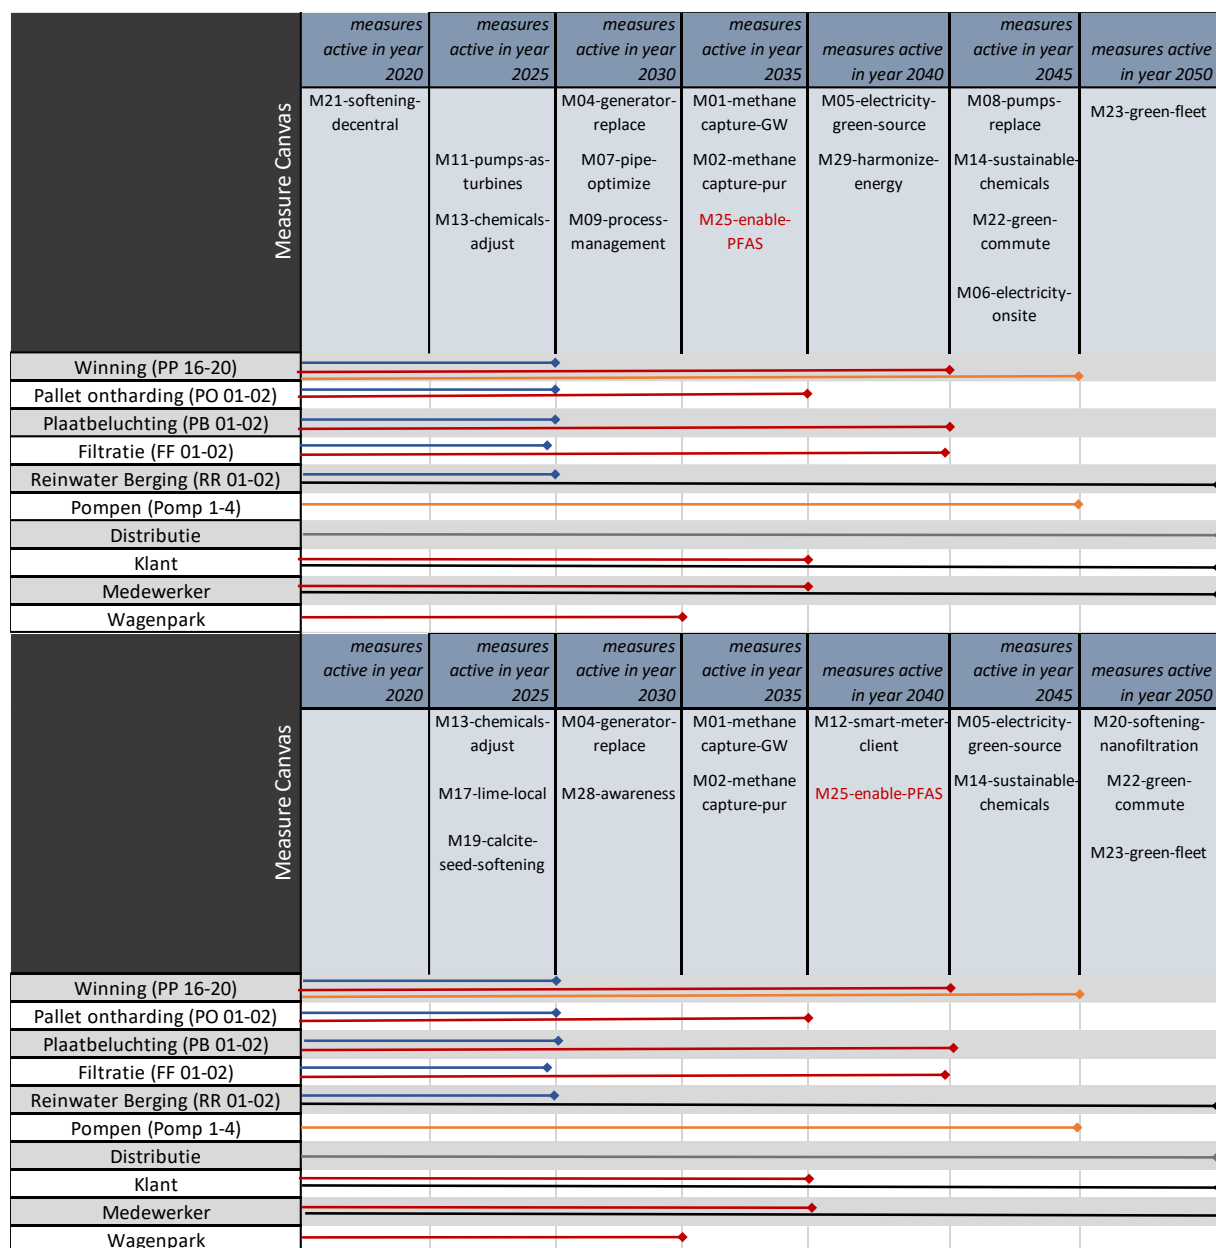 Measure Canvas
measures
active in year
2020
measures
active in year
2025
measures
active in year
2030
measures
active in year
2035
measures active
in year 2040
measures
active in year
2045
measures active
in year 2050
M21-softening-
decentral
M11-pumps-as-
turbines
M13-chemicals-
adjust
M04-generator-
replace
M07-pipe-
optimize
M09-process-
management
M01-methane
capture-GW
M02-methane
capture-pur
M25-enable-
PFAS
M05-electricity-
green-source
M29-harmonize-
energy
M08-pumps-
replace
M14-sustainable-
chemicals
M22-green-
commute
M06-electricity-
onsite
M23-green-fleet
Winning (PP 16-20)
Pallet ontharding (PO 01-02)
Plaatbeluchting (PB 01-02)
Filtratie (FF 01-02)
Reinwater Berging (RR 01-02)
Pompen (Pomp 1-4)
Distributie
Klant
Medewerker
Wagenpark
Measure Canvas
measures
active in year
2020
measures
active in year
2025
measures
active in year
2030
measures
active in year
2035
measures active
in year 2040
measures
active in year
2045
measures active
in year 2050
M13-chemicals-
adjust
M17-lime-local
M19-calcite-
seed-softening
M04-generator-
replace
M28-awareness
M01-methane
capture-GW
M02-methane
capture-pur
M12-smart-meter-
client
M25-enable-PFAS
M05-electricity-
green-source
M14-sustainable-
chemicals
M20-softening-
nanofiltration
M22-green-
commute
M23-green-fleet
Winning (PP 16-20)
Pallet ontharding (PO 01-02)
Plaatbeluchting (PB 01-02)
Filtratie (FF 01-02)
Reinwater Berging (RR 01-02)
Pompen (Pomp 1-4)
Distributie
Klant
Medewerker
Wagenpark